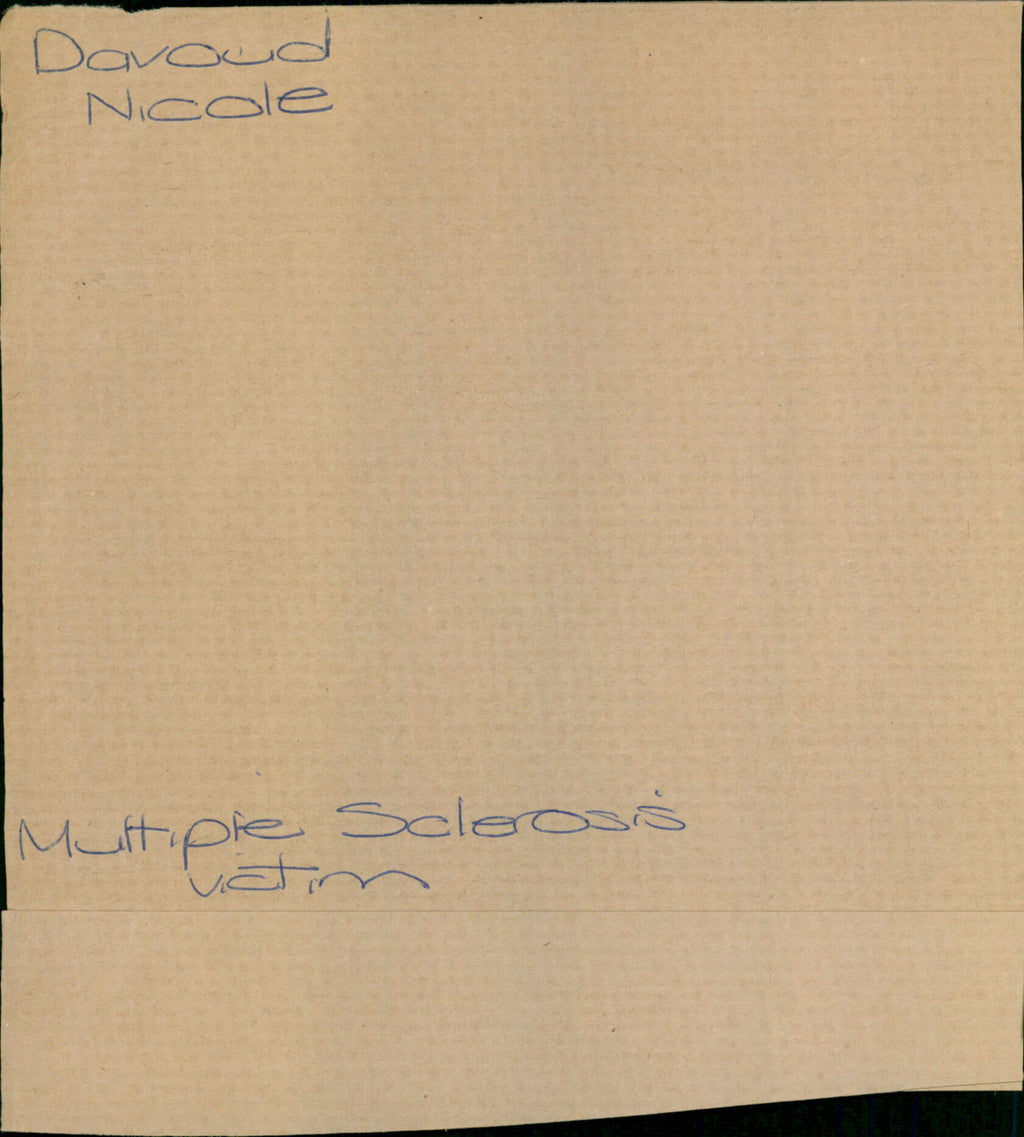 Davoud
Nicole
Multiple Sclerosis
victim